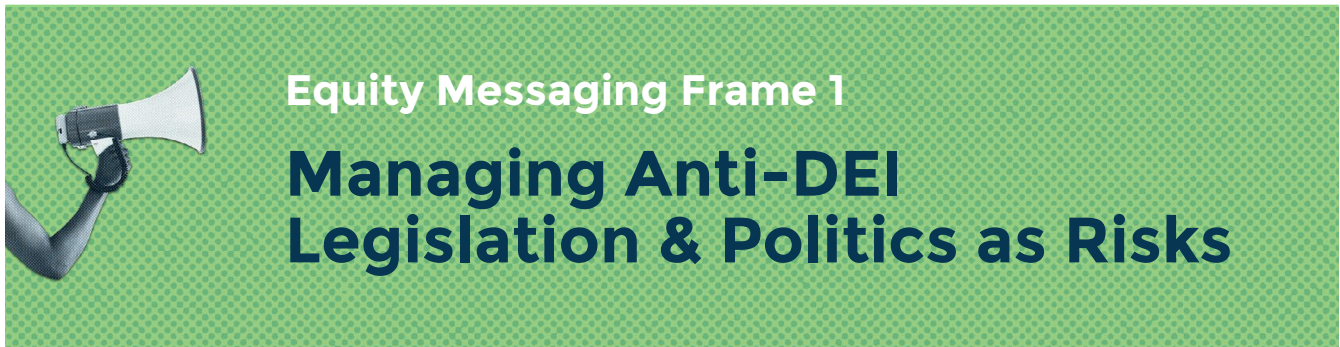 Equity Messaging Frame 1
Managing Anti-DEI
Legislation & Politics as Risks